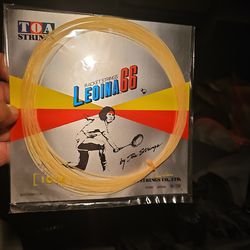 TOA
STRINGS
RACKET STRINGS
LEDINA 66
by Toa Strings
STRINGS CO., LTD.